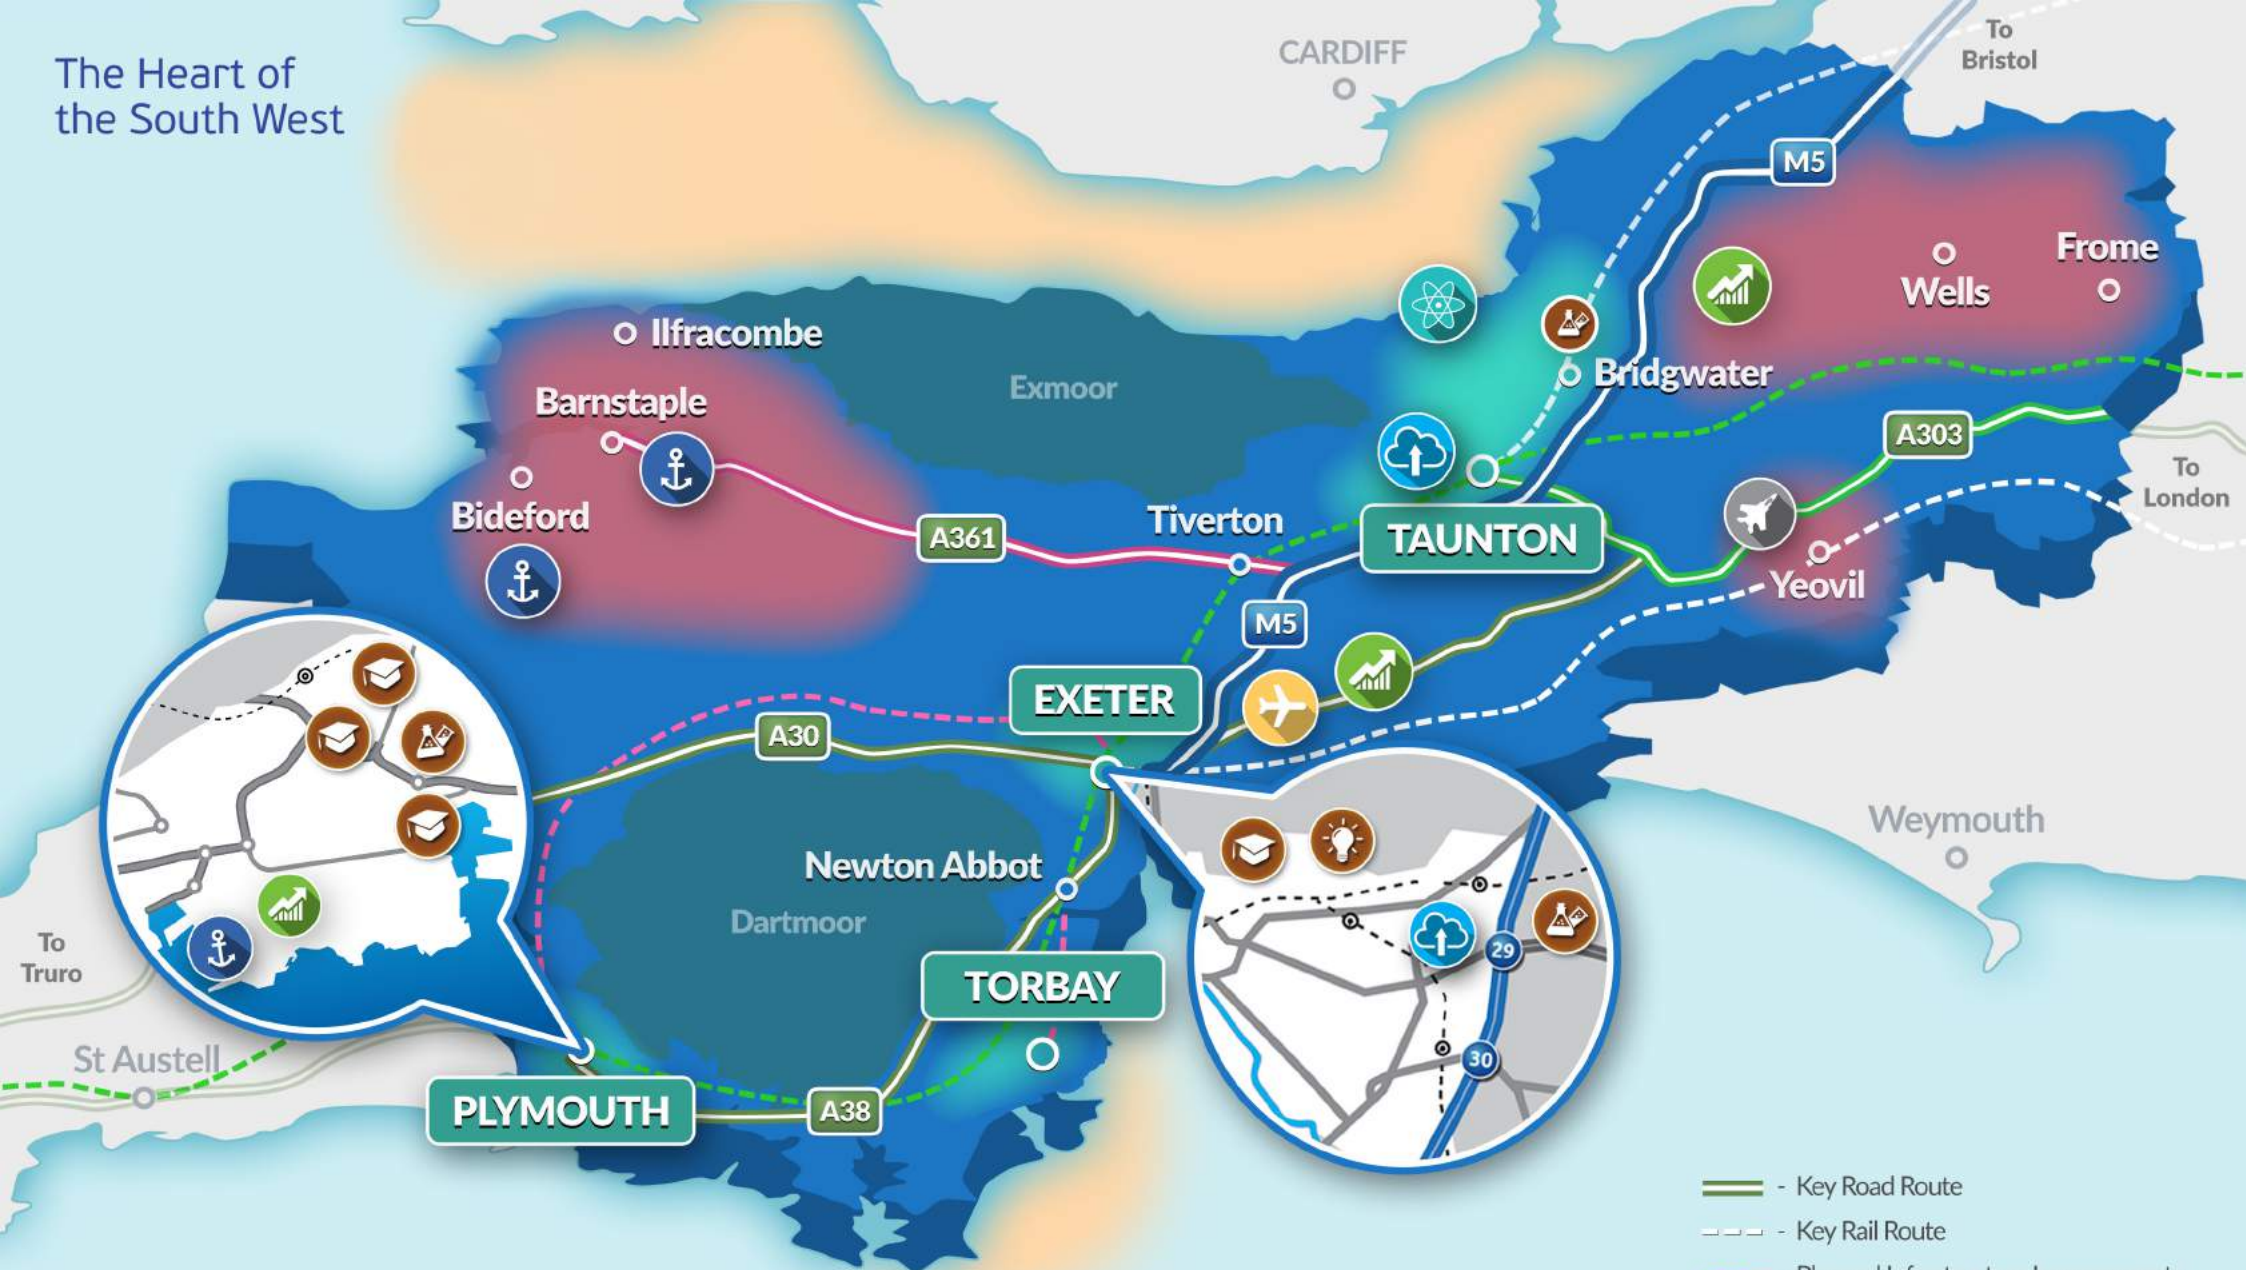 The Heart of
the South West
CARDIFF
To
Bristol
M5
Frome
Wells
Ilfracombe
Exmoor
Barnstaple
Bridgwater
A303
To
London
Bideford
Tiverton
A361
TAUNTON
Yeovil
M5
EXETER
A30
Weymouth
Newton Abbot
Dartmoor
To
Truro
29
TORBAY
St Austell
30
PLYMOUTH
A38
- Key Road Route
- Key Rail Route